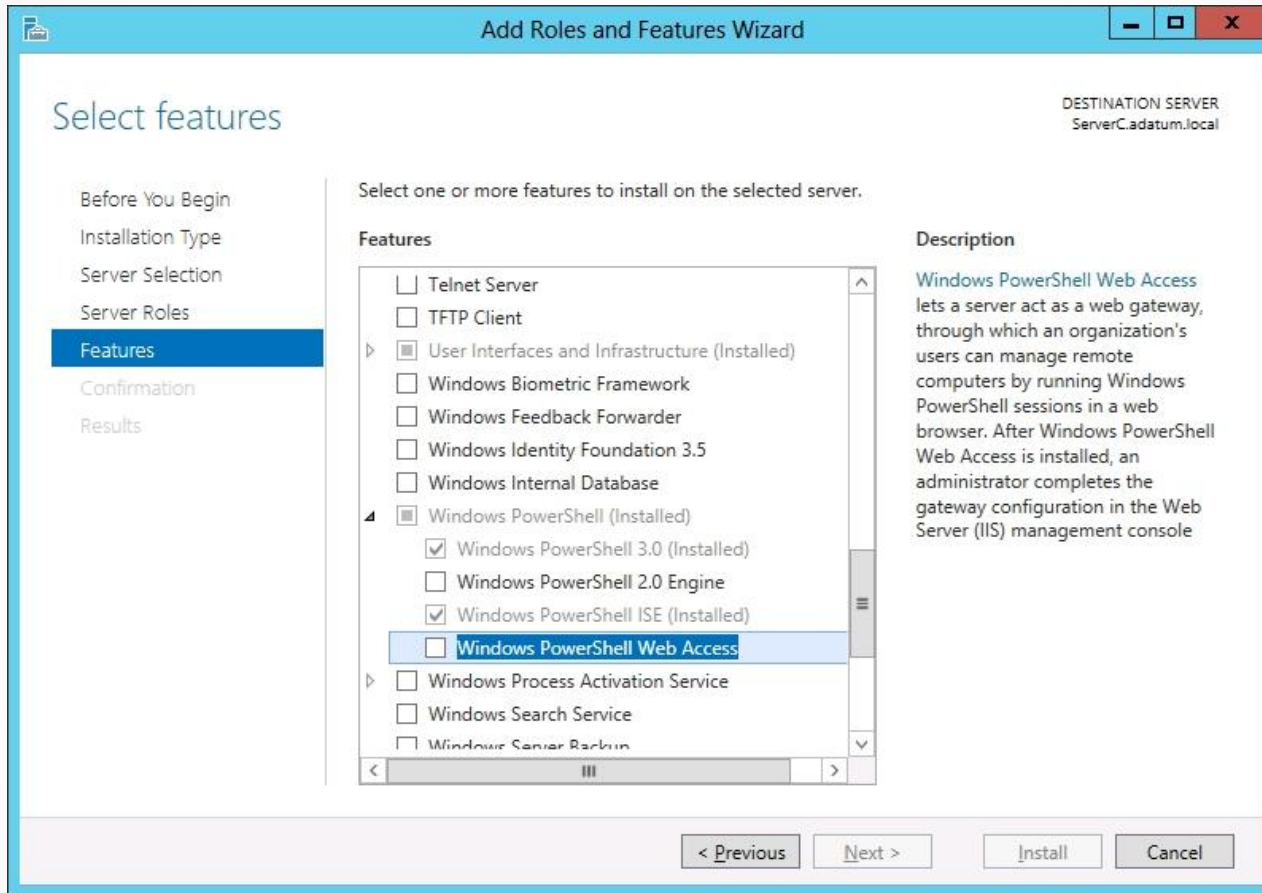 Add Roles and Features Wizard
x
Select features
DESTINATION SERVER
ServerC.adatum.local
Before You Begin
Installation Type
Server Selection
Server Roles
Features
Confirmation
Results
Select one or more features to install on the selected server.
Features
Telnet Server
TFTP Client
User Interfaces and Infrastructure (Installed)
Windows Biometric Framework
Windows Feedback Forwarder
Windows Identity Foundation 3.5
Windows Internal Database
Windows PowerShell (Installed)
Windows PowerShell 3.0 (Installed)
Windows PowerShell 2.0 Engine
Windows PowerShell ISE (Installed)
Windows PowerShell Web Access
Windows Process Activation Service
Windows Search Service
Windows Server Backup
Description
Windows PowerShell Web Access
lets a server act as a web gateway,
through which an organization's
users can manage remote
computers by running Windows
PowerShell sessions in a web
browser. After Windows PowerShell
Web Access is installed, an
administrator completes the
gateway configuration in the Web
Server (IIS) management console
< Previous
Next >
Install
Cancel